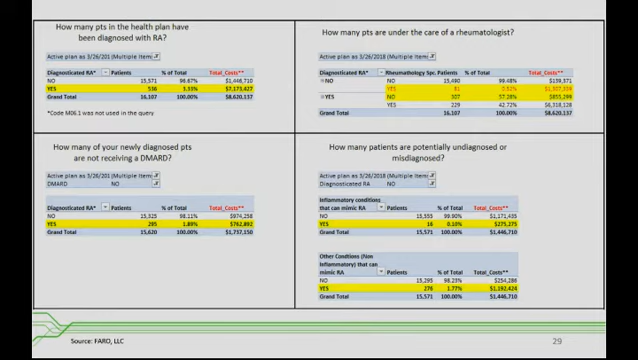 How many pts in the health plan have
been diagnosed with RA?
Active plan as 3/26/201 (Multiple Item
Diagnosticated RA* Patients % of Total Total_Costs**
NO 15,571 96.67% $1,446,710
YES 536 3.33% $7,173,427
Grand Total 16,107 100.00% $8,620,137
*Code M06.1 was not used in the query
How many pts are under the care of a rheumatologist?
Active plan as 3/26/2018 (Multiple Item
Diagnosticated RA* Rheumathology Spc. Patients % of Total Total_Costs**
NO NO 15,490 99.48% $139,371
YES 81 0.52%
YES NO 307 57.28% $855,299
YES 229 42.72% $6,318,128
Grand Total 16,107 100.00% $8,620,137
How many of your newly diagnosed pts
are not receiving a DMARD?
Active plan as 3/26/201 (Multiple Item
DMARD NO
Diagnosticated RA* Patients % of Total Total_Costs**
NO 15,325 98.11% $974,258
YES 295 1.89% $762,892
Grand Total 15,620 100.00% $1,737,150
How many patients are potentially undiagnosed or
misdiagnosed?
Active plan as 3/26/2018 (Multiple Item
Diagnosticated RA NO
Inflammatory conditions
that can mimic RA Patients % of Total Total_Costs**
NO 15,555 99.90% $1,171,435
YES 16 0.10% $275,275
Grand Total 15,571 100.00% $1,446,710
Other Conditions (Non
Inflammatory) that can
mimic RA Patients % of Total Total_Costs**
NO 15,295 98.23% $254,286
YES 276 1.77% $1,192,424
Grand Total 15,571 100.00% $1,446,710
Source: FARO, LLC
29